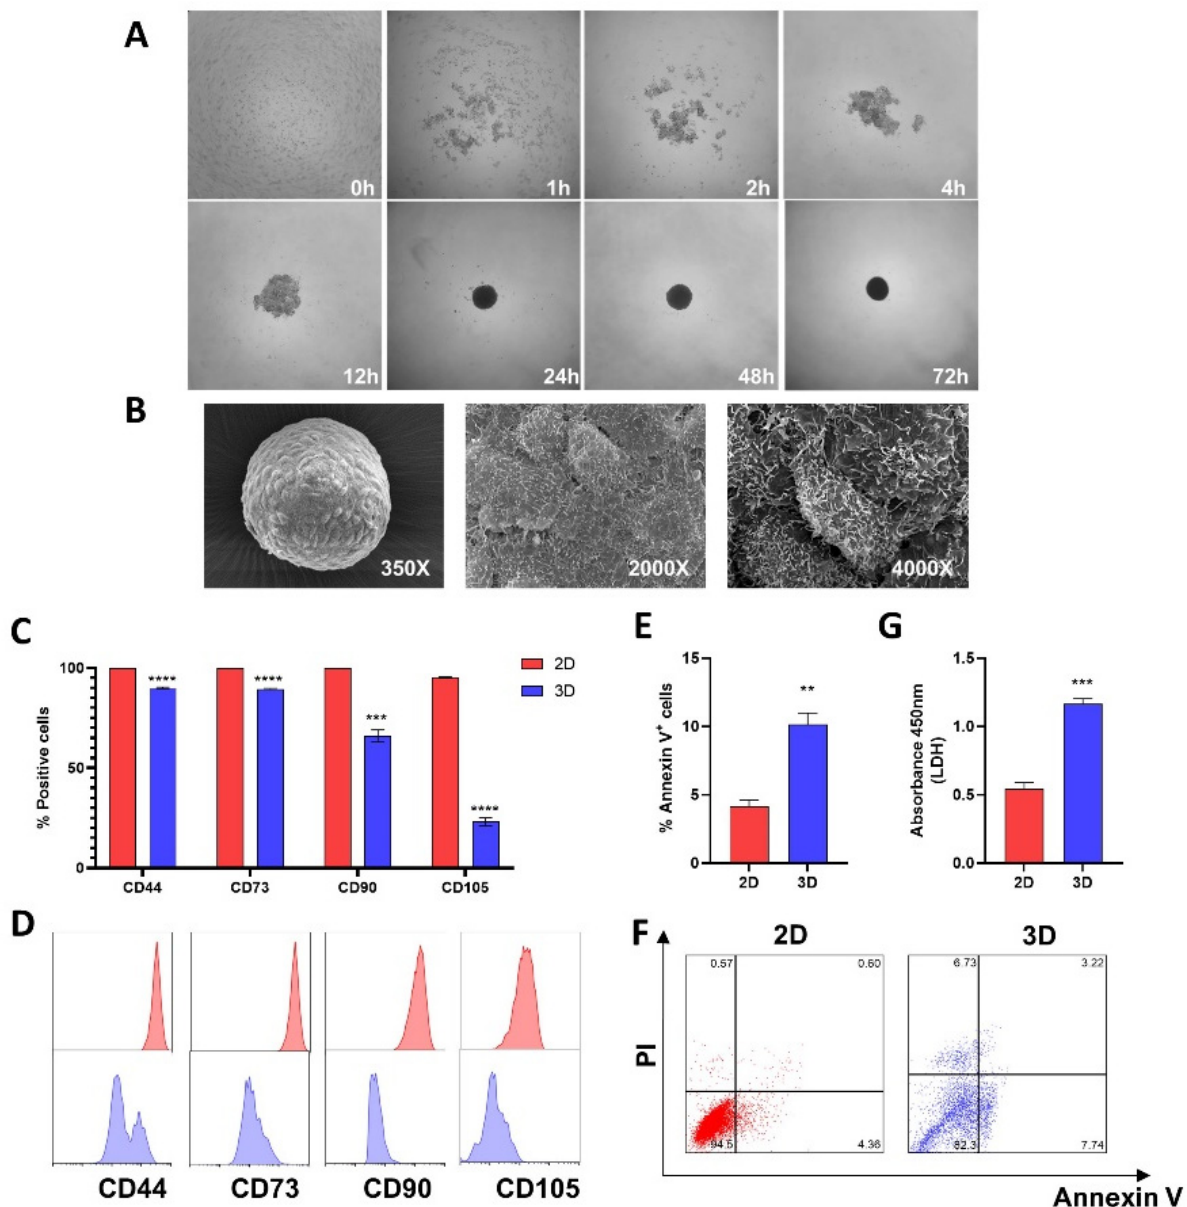 A
0h
1h
2h
4h
12h
24h
48h
72h
B
350X
2000X
4000X
C
% Positive cells
100
50
0
****
****
***
****
CD44
CD73
CD90
CD105
2D
3D
E
% Annexin V+ cells
15
10
5
0
**
2D
3D
G
Absorbance 450nm
(LDH)
1.5
1.0
0.5
0.0
***
2D
3D
D
CD44
CD73
CD90
CD105
F
2D
3D
PI
0.57
0.60
94.5
4.36
6.73
3.22
82.3
7.74
Annexin V